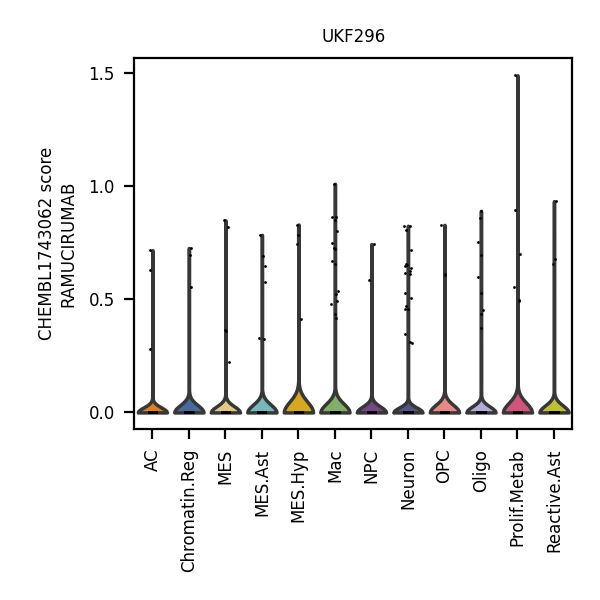 UKF296
CHEMBL1743062 score
RAMUCIRUMAB
1.5
1.0
0.5
0.0
AC
Chromatin.Reg
MES
MES.Ast
MES.Hyp
Mac
NPC
Neuron
OPC
Oligo
Prolif.Metab
Reactive.Ast